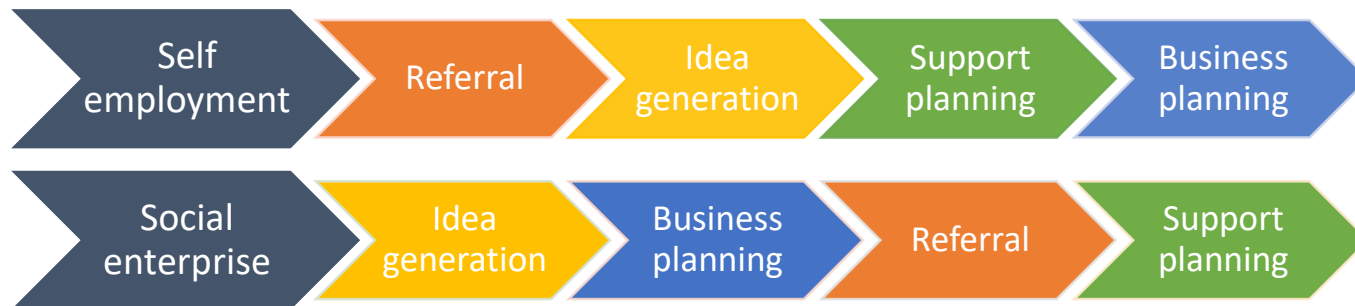 Self
employment
Referral
Idea
generation
Support
planning
Business
planning
Social
enterprise
Idea
generation
Business
planning
Referral
Support
planning